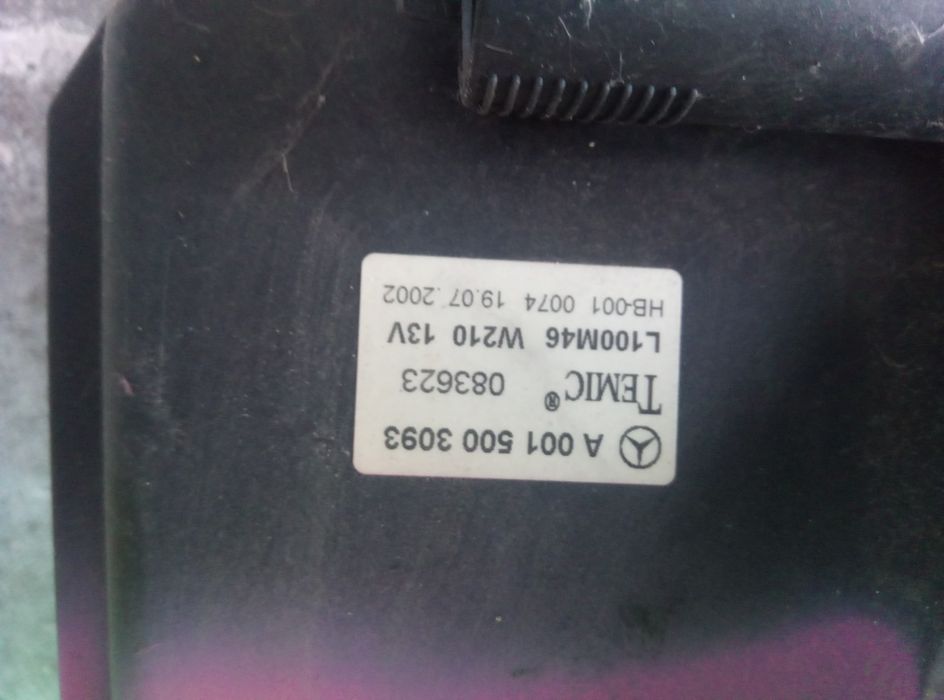 A 001 500 3093
TEMIC® 083623
L100M46 W210 13V
HB-001 0074 19.07.2002